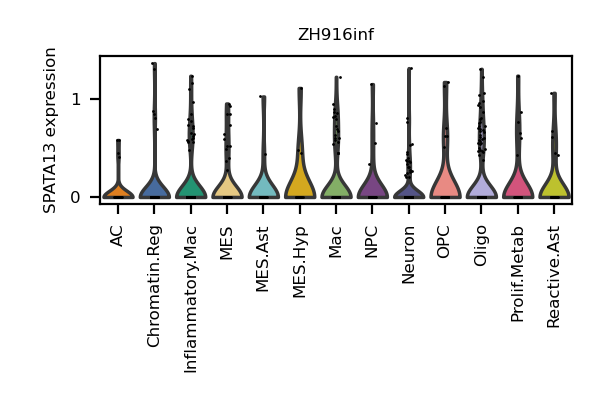 ZH916inf
SPATA13 expression
1
0
AC
Chromatin.Reg
Inflammatory.Mac
MES
MES.Ast
MES.Hyp
Mac
NPC
Neuron
OPC
Oligo
Prolif.Metab
Reactive.Ast